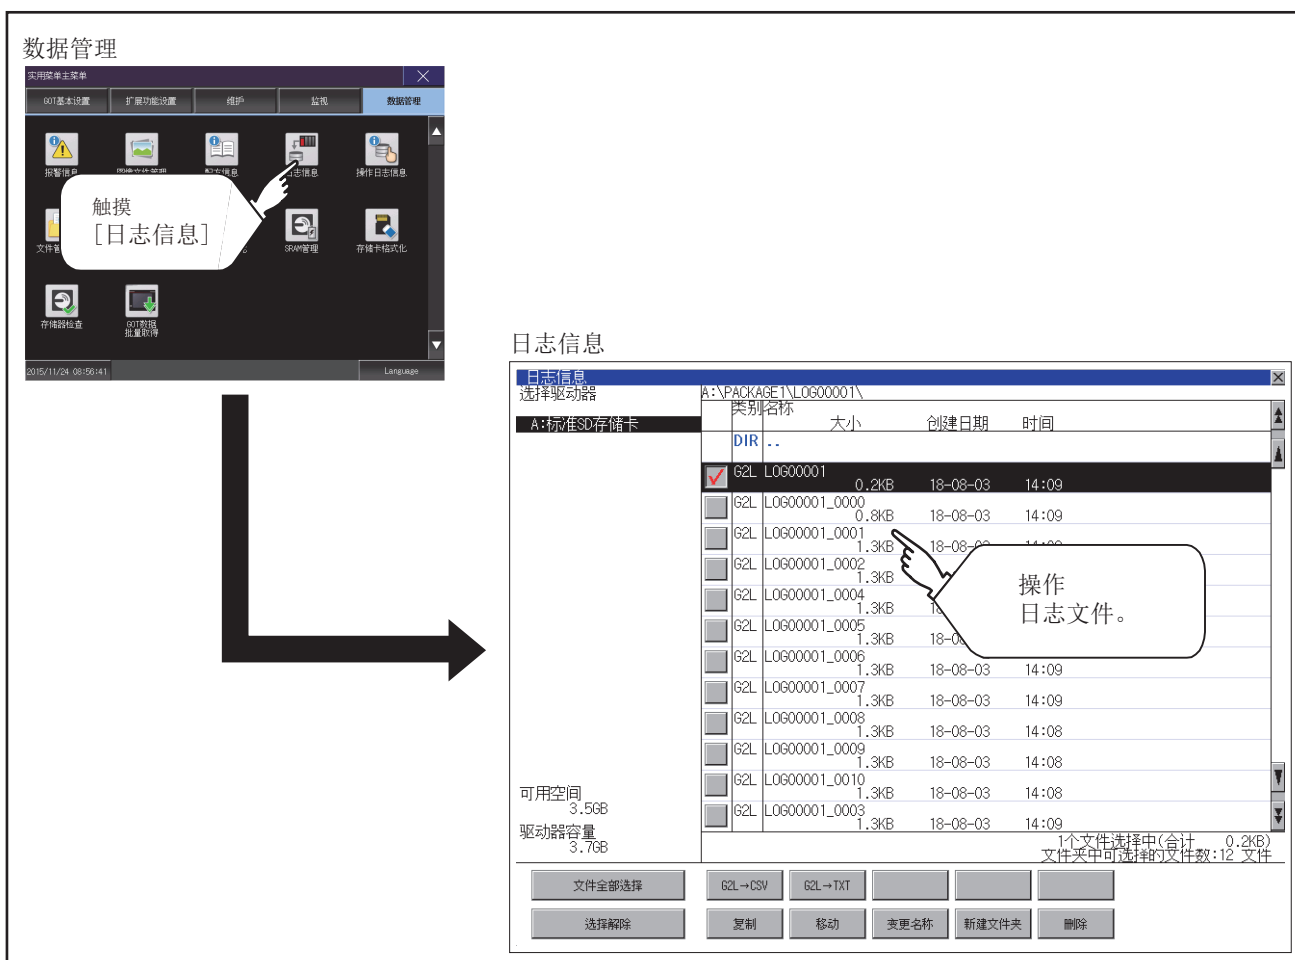 数据管理
实用菜单主菜单
GOT基本设置 扩展功能设置 维护 监视 数据管理
报警信息 图像文件管理 配方信息 日志信息 操作日志信息
触摸
[日志信息]
SRAM管理 存储卡格式化
存储器检查 GOT数据
批量取得
2015/11/24 08:56:41 Language
日志信息
日志信息
选择驱动器 A:\PACKAGE1\LOG00001\
A:标准SD存储卡
类别 名称
大小 创建日期 时间
DIR ..
G2L LOG00001
0.2KB 18-08-03 14:09
G2L LOG00001_0000
0.8KB 18-08-03 14:09
G2L LOG00001_0001
1.3KB
G2L LOG00001_0002
1.3KB
G2L LOG00001_0004
1.3KB
G2L LOG00001_0005
1.3KB
G2L LOG00001_0006
1.3KB 18-08-03 14:09
G2L LOG00001_0007
1.3KB 18-08-03 14:09
G2L LOG00001_0008
1.3KB 18-08-03 14:08
G2L LOG00001_0009
1.3KB 18-08-03 14:08
G2L LOG00001_0010
1.3KB 18-08-03 14:08
G2L LOG00001_0003
1.3KB 18-08-03 14:09
操作
日志文件。
可用空间
3.5GB
驱动器容量
3.7GB
1个文件选择中(合计 0.2KB)
文件夹中可选择的文件数:12 文件
文件全部选择 G2L→CSV G2L→TXT
选择解除 复制 移动 变更名称 新建文件夹 删除